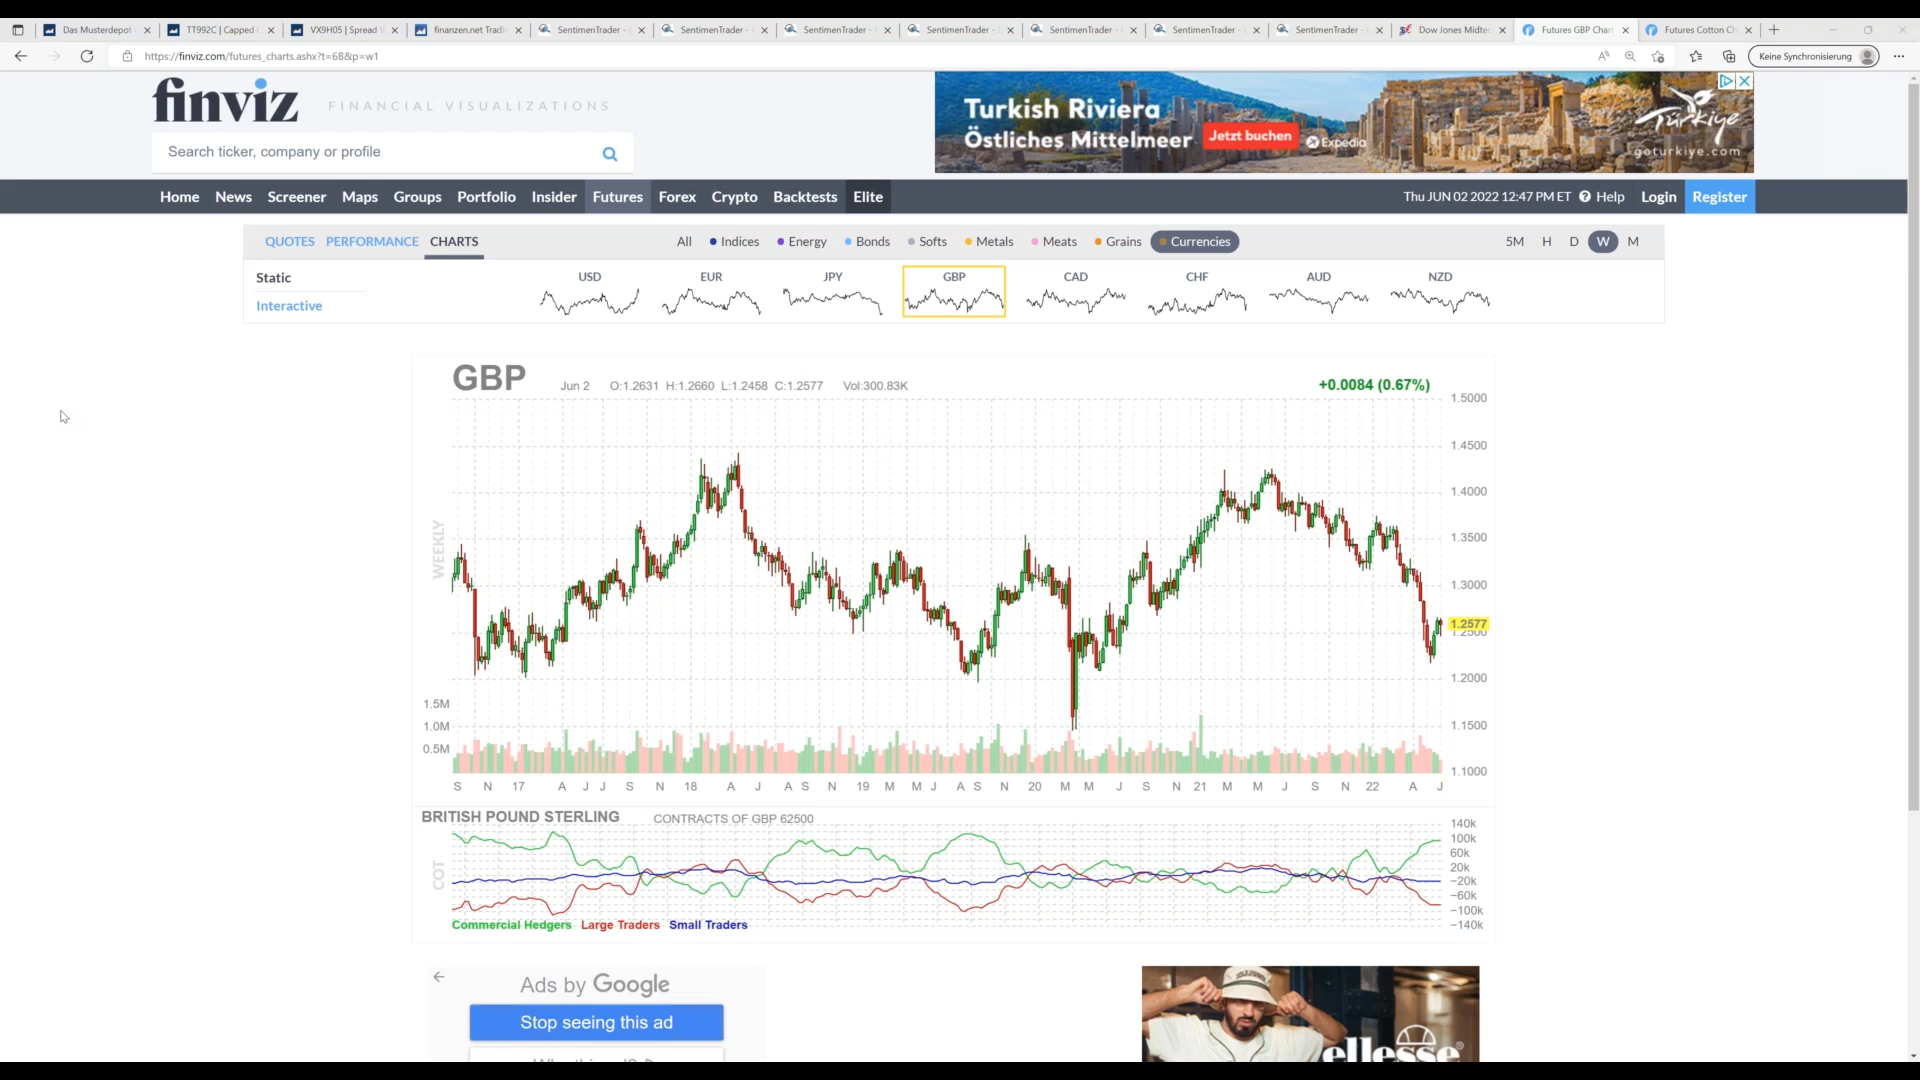 Das Musterdepot
TT992C | Capped
VX9H05 | Spread
finanzen.net Tradi
SentimenTrader -
SentimenTrader -
SentimenTrader -
SentimenTrader -
SentimenTrader -
SentimenTrader -
SentimenTrader -
Dow Jones Midte
Futures GBP Char
Futures Cotton Ch
https://finviz.com/futures_charts.ashx?t=6B&p=w1
Keine Synchronisierung
finviz
FINANCIAL VISUALIZATIONS
Search ticker, company or profile
Turkish Riviera
Östliches Mittelmeer
Jetzt buchen
Expedia
Türkiye
goturkiye.com
Home News Screener Maps Groups Portfolio Insider Futures Forex Crypto Backtests Elite
Thu JUN 02 2022 12:47 PM ET ? Help Login Register
QUOTES PERFORMANCE CHARTS
All Indices Energy Bonds Softs Metals Meats Grains Currencies
5M H D W M
Static
Interactive
USD EUR JPY GBP CAD CHF AUD NZD
GBP
Jun 2 O:1.2631 H:1.2660 L:1.2458 C:1.2577 Vol:300.83K
+0.0084 (0.67%)
WEEKLY
1.5000
1.4500
1.4000
1.3500
1.3000
1.2577
1.2500
1.2000
1.1500
1.1000
1.5M
1.0M
0.5M
S N 17 A J J S N 18 A J A S N 19 M M J A S N 20 M M J S N 21 M M J S N 22 A J
BRITISH POUND STERLING
CONTRACTS OF GBP 62500
COT
140k
100k
60k
20k
−20k
−60k
−100k
−140k
Commercial Hedgers Large Traders Small Traders
Ads by Google
Stop seeing this ad
ellesse